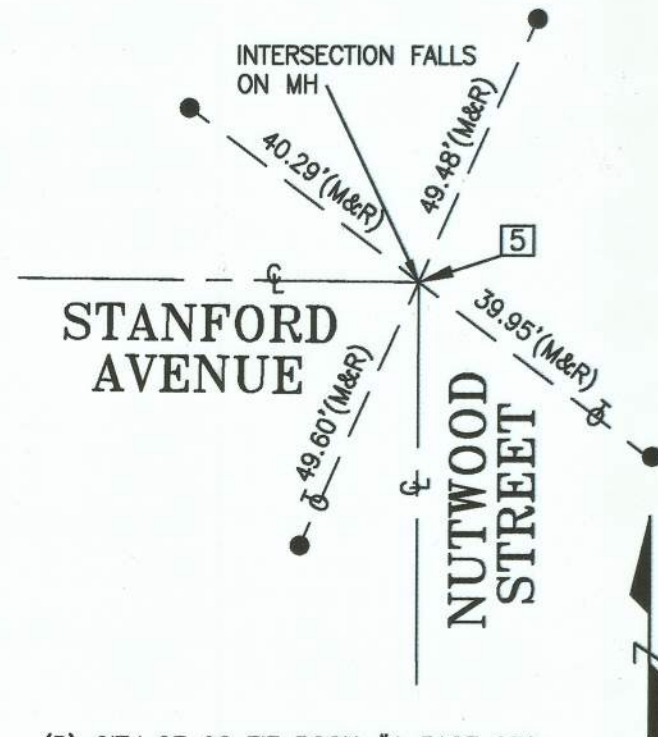 INTERSECTION FALLS
ON MH
40.29'(M&R)
49.48'(M&R)
5
℄
STANFORD
AVENUE
39.95'(M&R)
49.60'(M&R)
℄
NUTWOOD
STREET